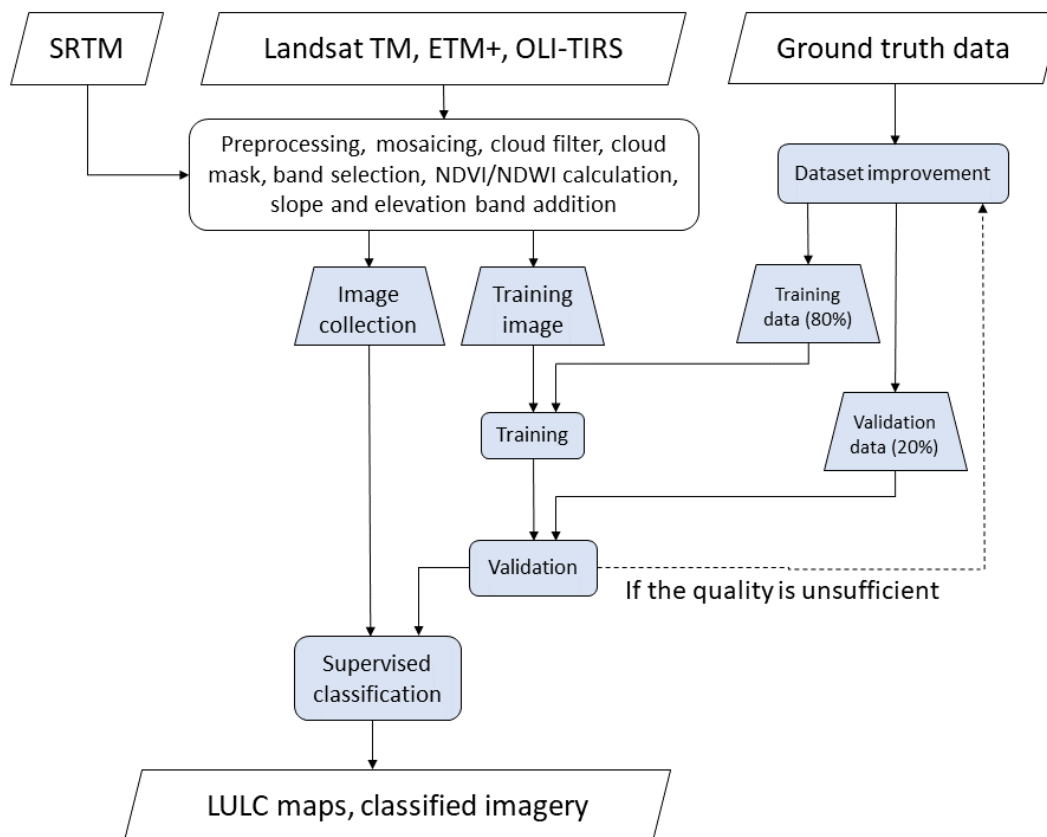 SRTM
Landsat TM, ETM+, OLI-TIRS
Ground truth data
Preprocessing, mosaicing, cloud filter, cloud
mask, band selection, NDVI/NDWI calculation,
slope and elevation band addition
Dataset improvement
Image
collection
Training
image
Training
data (80%)
Training
Validation
data (20%)
Validation
If the quality is unsufficient
Supervised
classification
LULC maps, classified imagery